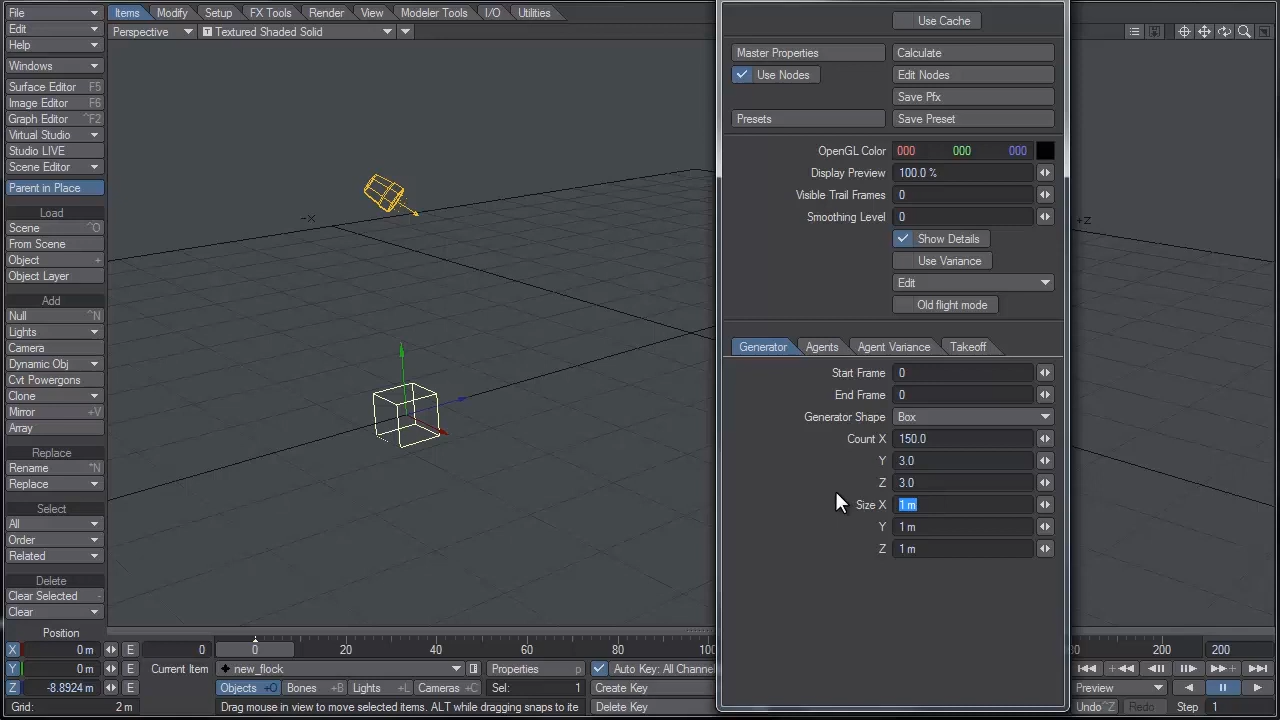 File
Items
Modify
Setup
FX Tools
Render
View
Modeler Tools
I/O
Utilities
Edit
Perspective
Textured Shaded Solid
Help
Windows
Surface Editor F5
Image Editor F6
Graph Editor ^F2
Virtual Studio
Studio LIVE
Scene Editor
Parent in Place
Load
Scene ^O
From Scene
Object +
Object Layer
Add
Null ^N
Lights
Camera
Dynamic Obj
Cvt Powergons
Clone
Mirror +V
Array
Replace
Rename ^N
Replace
Select
All
Order
Related
Delete
Clear Selected -
Clear
Position
X 0 m E
Y 0 m E
Z -8.8924 m E
Grid: 2 m
-X
+Z
Use Cache
Master Properties
Calculate
Use Nodes
Edit Nodes
Save Pfx
Presets
Save Preset
OpenGL Color 000 000 000
Display Preview 100.0 %
Visible Trail Frames 0
Smoothing Level 0
Show Details
Use Variance
Edit
Old flight mode
Generator
Agents
Agent Variance
Takeoff
Start Frame 0
End Frame 0
Generator Shape Box
Count X 150.0
Y 3.0
Z 3.0
Size X 1 m
Y 1 m
Z 1 m
0 0 20 40 60 80 100
80 200 200
Current Item new_flock Properties p Auto Key: All Channel
Objects +O Bones +B Lights +L Cameras +C Sel: 1 Create Key
Preview
Drag mouse in view to move selected items. ALT while dragging snaps to ite Delete Key
Undo ^Z Redo Z Step 1